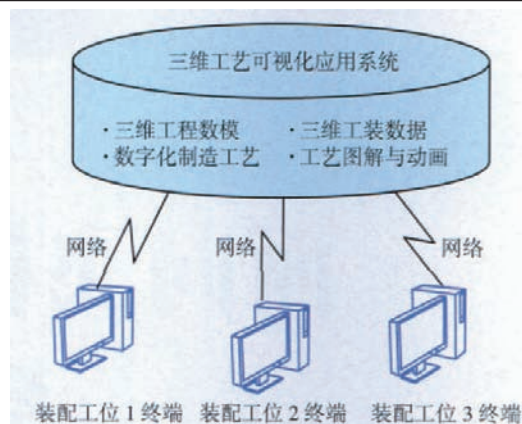 三维工艺可视化应用系统
·三维工程数模 ·三维工装数据
·数字化制造工艺 ·工艺图解与动画
网络 网络 网络
装配工位1终端 装配工位2终端 装配工位3终端